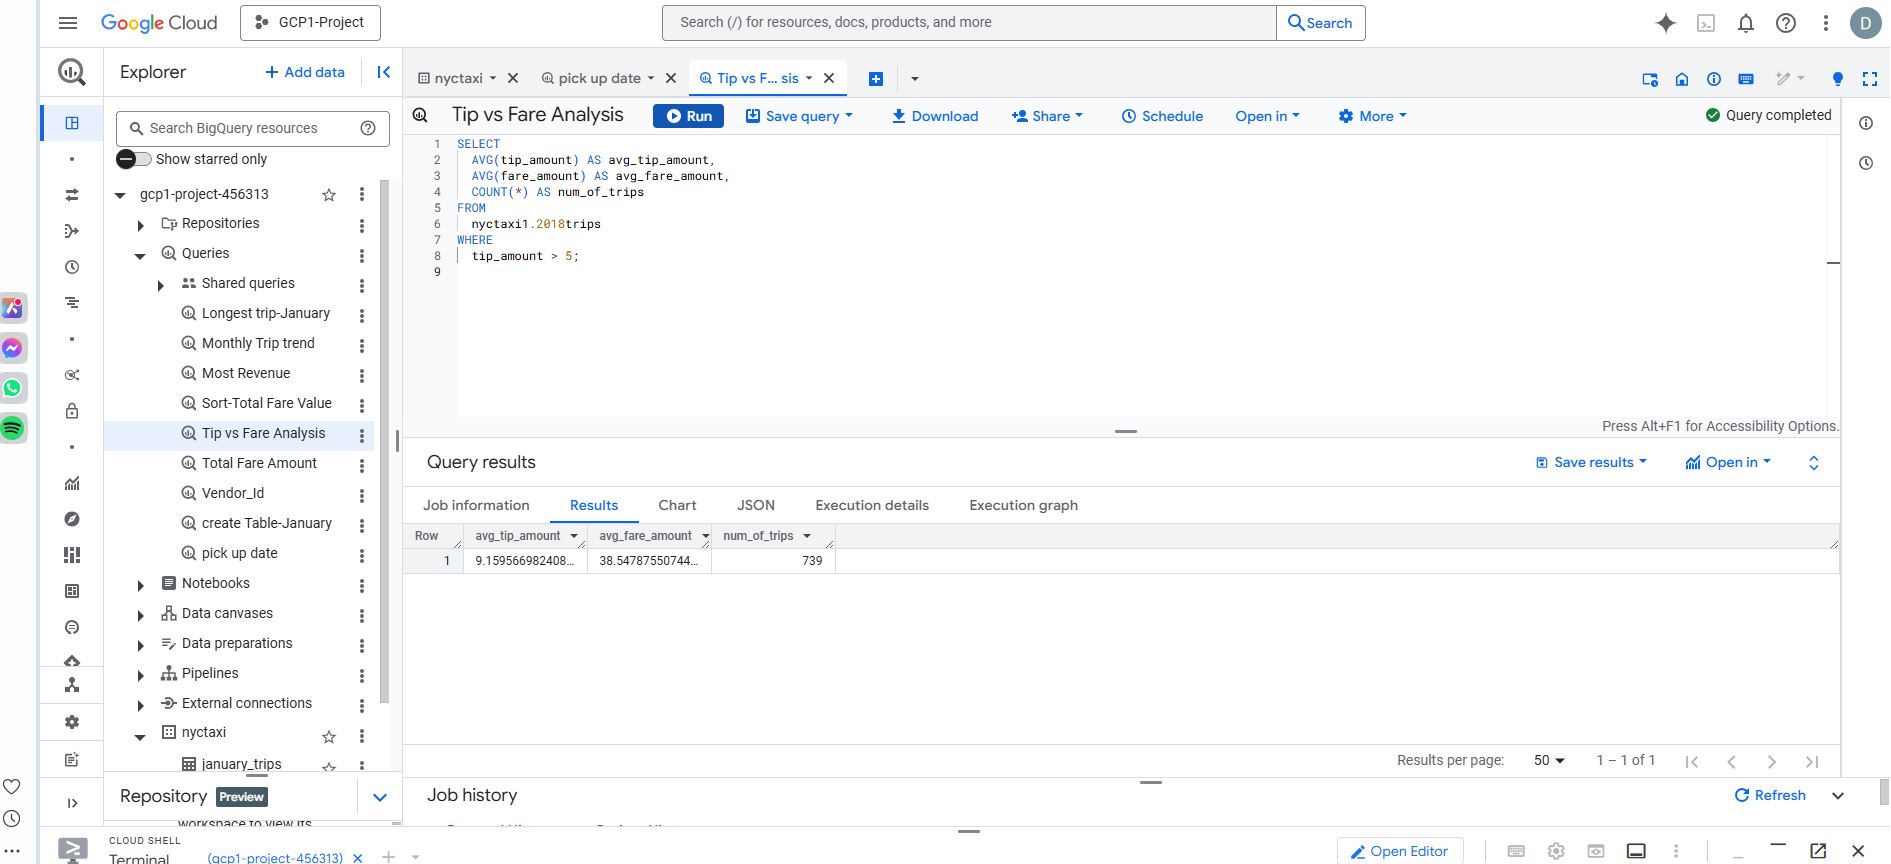 Google Cloud
GCP1-Project
Search (/) for resources, docs, products, and more
Search
D
Explorer
+ Add data
nyctaxi
pick up date
Tip vs F... sis
Search BigQuery resources
Show starred only
gcp1-project-456313
Repositories
Queries
Shared queries
Longest trip-January
Monthly Trip trend
Most Revenue
Sort-Total Fare Value
Tip vs Fare Analysis
Total Fare Amount
Vendor_Id
create Table-January
pick up date
Notebooks
Data canvases
Data preparations
Pipelines
External connections
nyctaxi
january_trips
Repository Preview
workspace to view its
Tip vs Fare Analysis
Run
Save query
Download
Share
Schedule
Open in
More
Query completed
1 SELECT
2 AVG(tip_amount) AS avg_tip_amount,
3 AVG(fare_amount) AS avg_fare_amount,
4 COUNT(*) AS num_of_trips
5 FROM
6 nyctaxi1.2018trips
7 WHERE
8 tip_amount > 5;
9
Press Alt+F1 for Accessibility Options.
Query results
Save results
Open in
Job information
Results
Chart
JSON
Execution details
Execution graph
Row avg_tip_amount avg_fare_amount num_of_trips
1 9.159566982408... 38.54787550744... 739
Results per page: 50 1 – 1 of 1
Job history
Refresh
CLOUD SHELL
Terminal
(gcp1-project-456313)
Open Editor